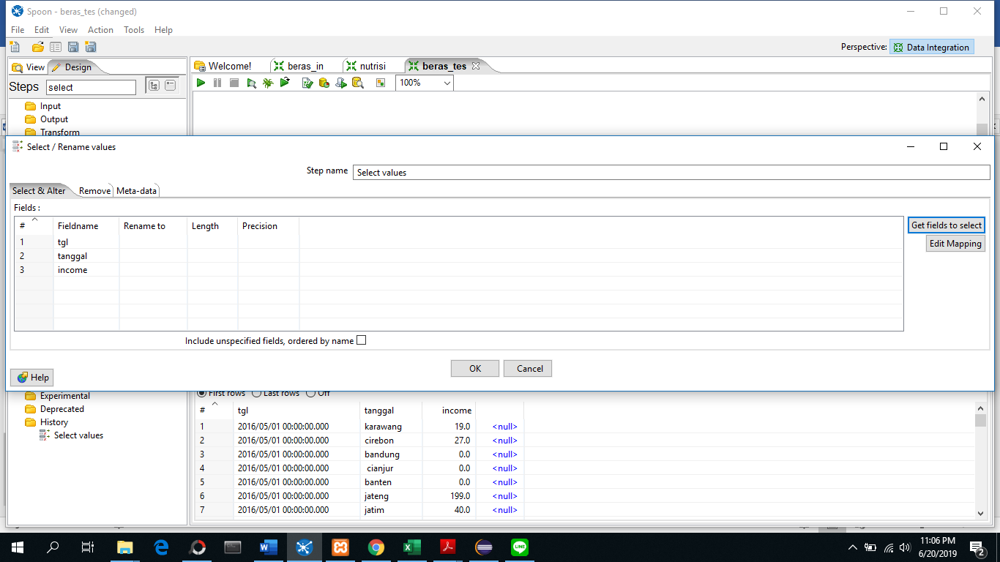 Spoon - beras_tes (changed)
File Edit View Action Tools Help
Perspective: Data Integration
View Design
Welcome! beras_in nutrisi beras_tes
Steps select
100%
Input
Output
Transform
Select / Rename values
Step name Select values
Select & Alter Remove Meta-data
Fields :
# Fieldname Rename to Length Precision
1 tgl
2 tanggal
3 income
Get fields to select
Edit Mapping
Include unspecified fields, ordered by name
OK Cancel
Help
Experimental
Deprecated
History
Select values
First rows Last rows Off
# tgl tanggal income
1 2016/05/01 00:00:00.000 karawang 19.0 <null>
2 2016/05/01 00:00:00.000 cirebon 27.0 <null>
3 2016/05/01 00:00:00.000 bandung 0.0 <null>
4 2016/05/01 00:00:00.000 cianjur 0.0 <null>
5 2016/05/01 00:00:00.000 banten 0.0 <null>
6 2016/05/01 00:00:00.000 jateng 199.0 <null>
7 2016/05/01 00:00:00.000 jatim 40.0 <null>
11:06 PM
6/20/2019
2